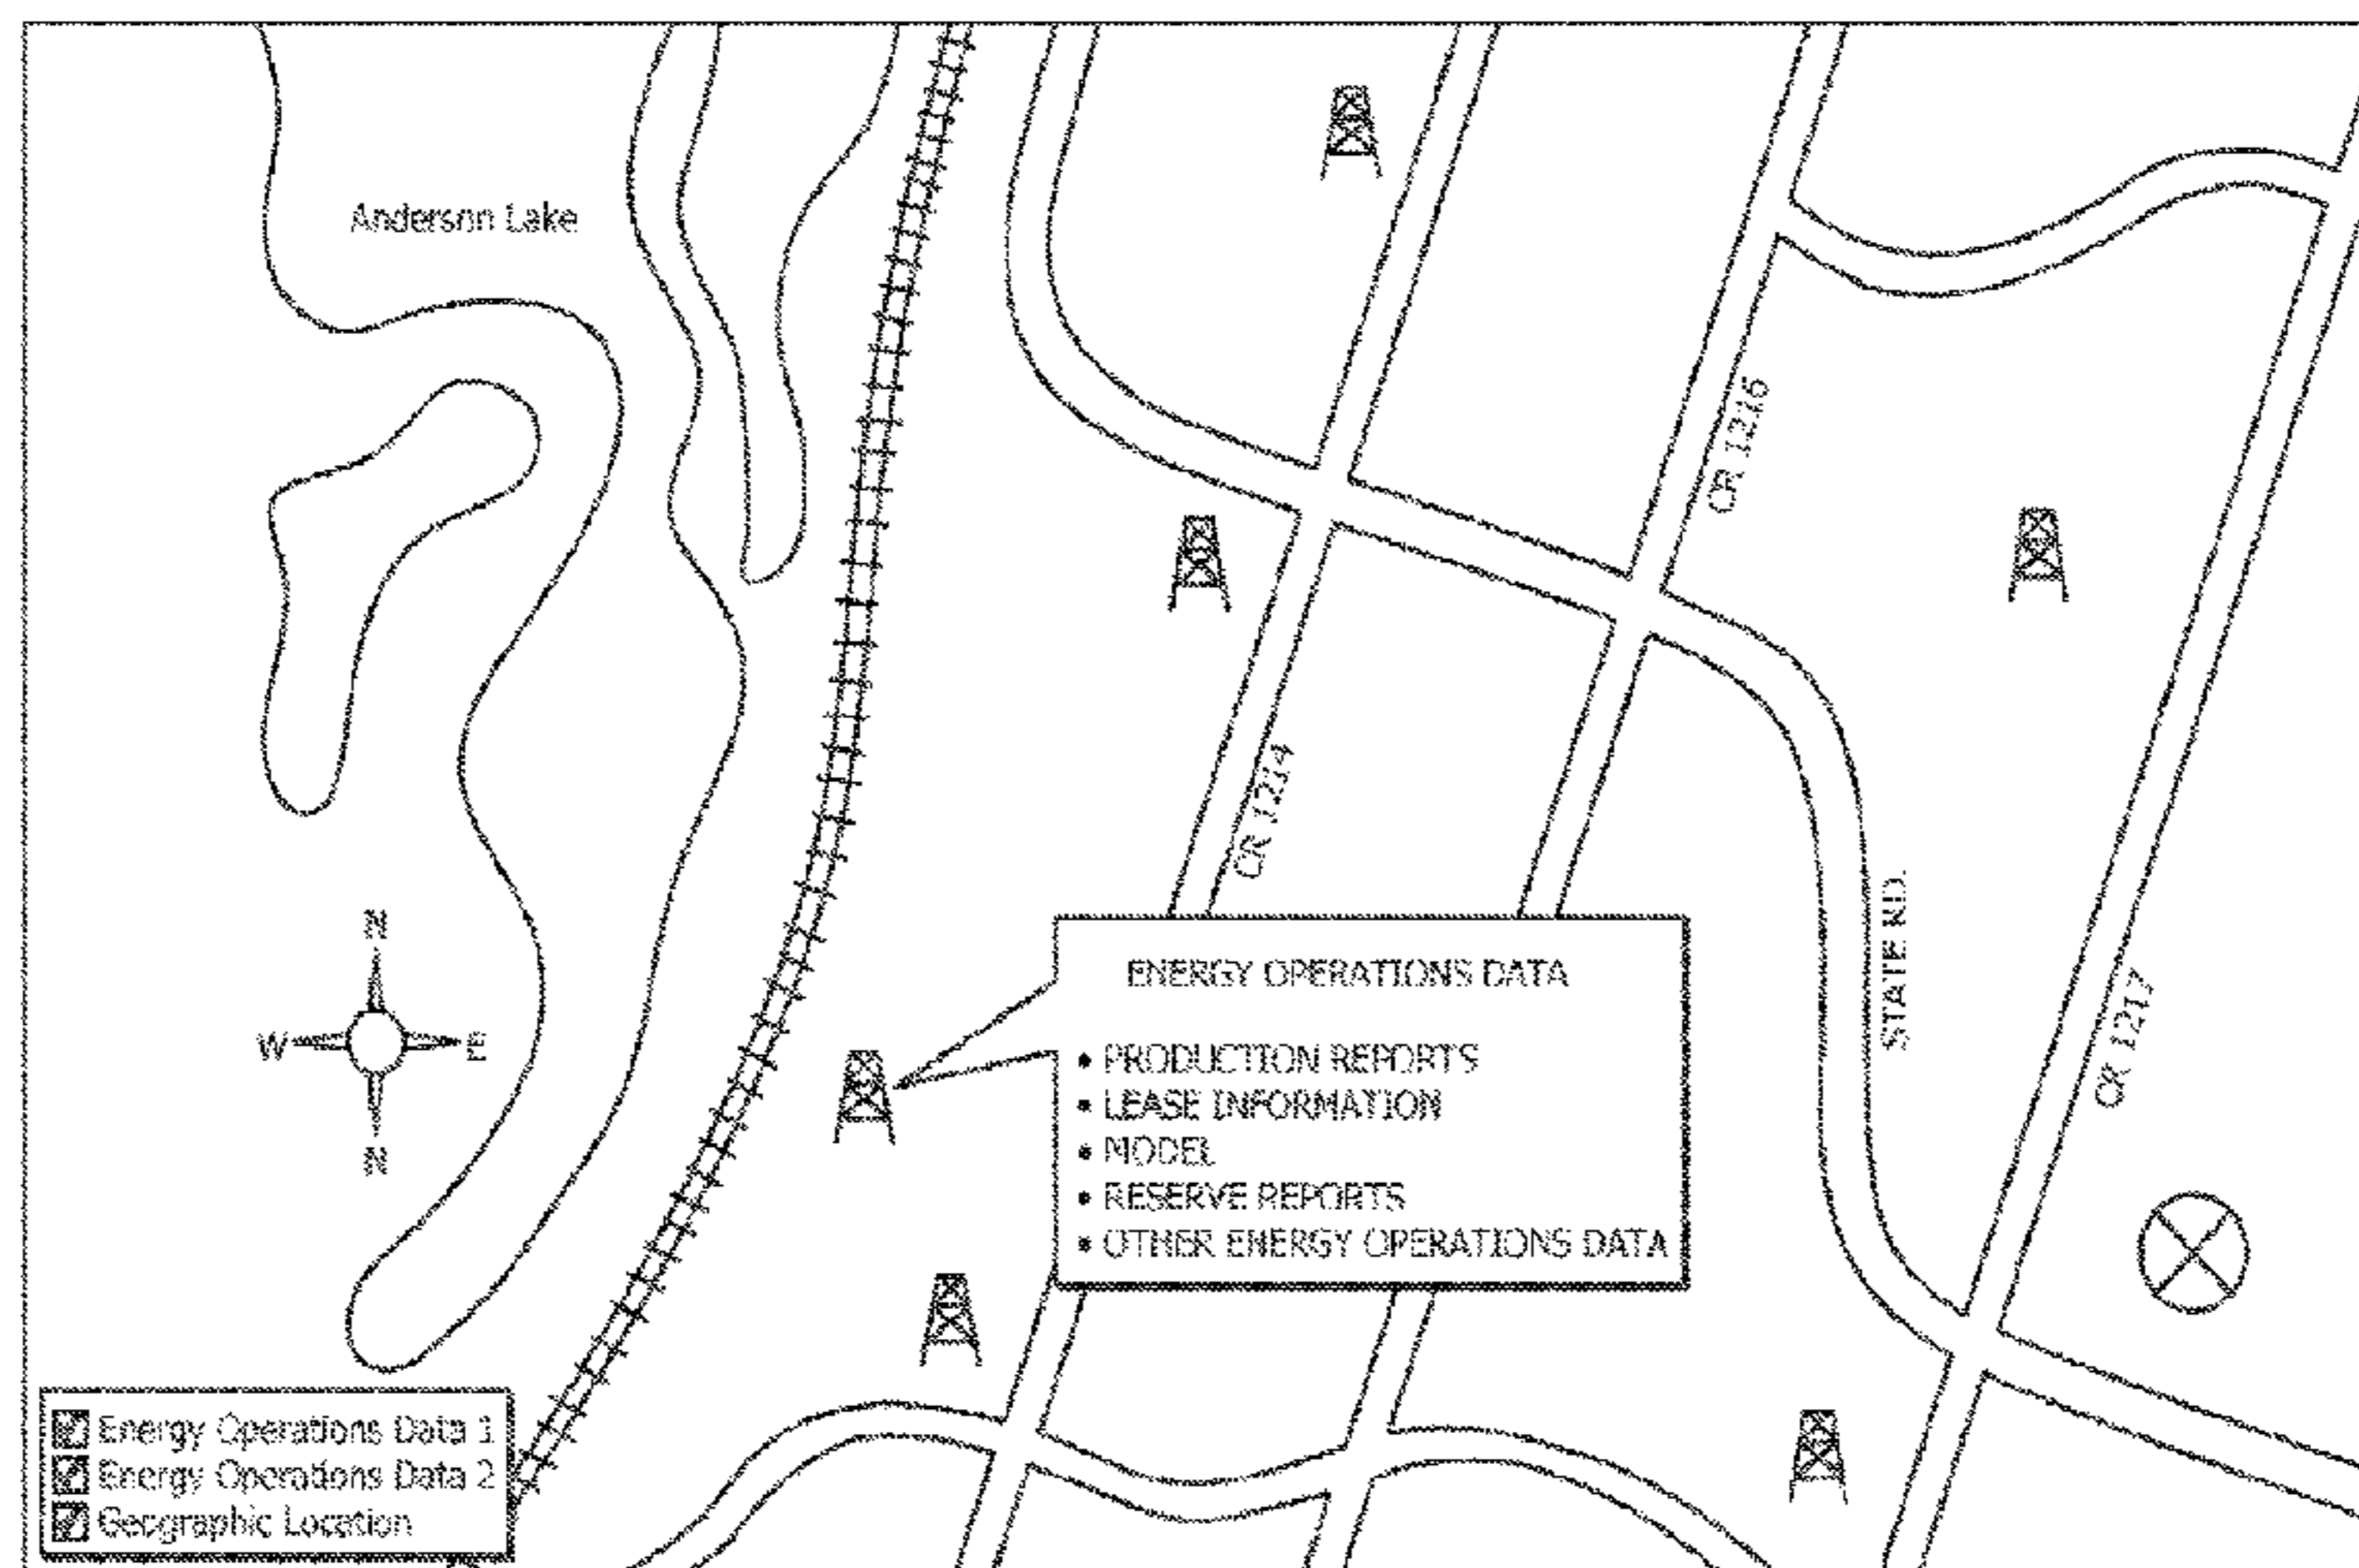 Anderson Lake
CR 1216
CR 1214
STATE RD.
CR 1217
N
W
E
N
ENERGY OPERATIONS DATA
• PRODUCTION REPORTS
• LEASE INFORMATION
• MODEL
• RESERVE REPORTS
• OTHER ENERGY OPERATIONS DATA
Energy Operations Data 1
Energy Operations Data 2
Geographic Location